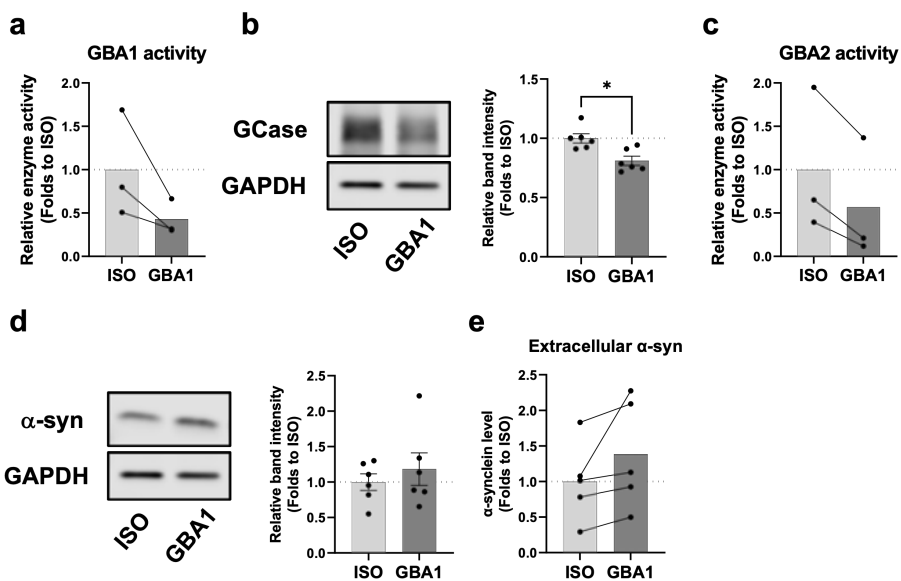 a
GBA1 activity
Relative enzyme activity
(Folds to ISO)
2.0
1.5
1.0
0.5
0.0
ISO
GBA1
b
GCase
GAPDH
ISO
GBA1
Relative band intensity
(Folds to ISO)
1.5
1.0
0.5
0.0
*
ISO
GBA1
c
GBA2 activity
Relative enzyme activity
(Folds to ISO)
2.0
1.5
1.0
0.5
0.0
ISO
GBA1
d
α-syn
GAPDH
ISO
GBA1
Relative band intensity
(Folds to ISO)
2.5
2.0
1.5
1.0
0.5
0.0
ISO
GBA1
e
Extracellular α-syn
α-synclein level
(Folds to ISO)
2.5
2.0
1.5
1.0
0.5
0.0
ISO
GBA1